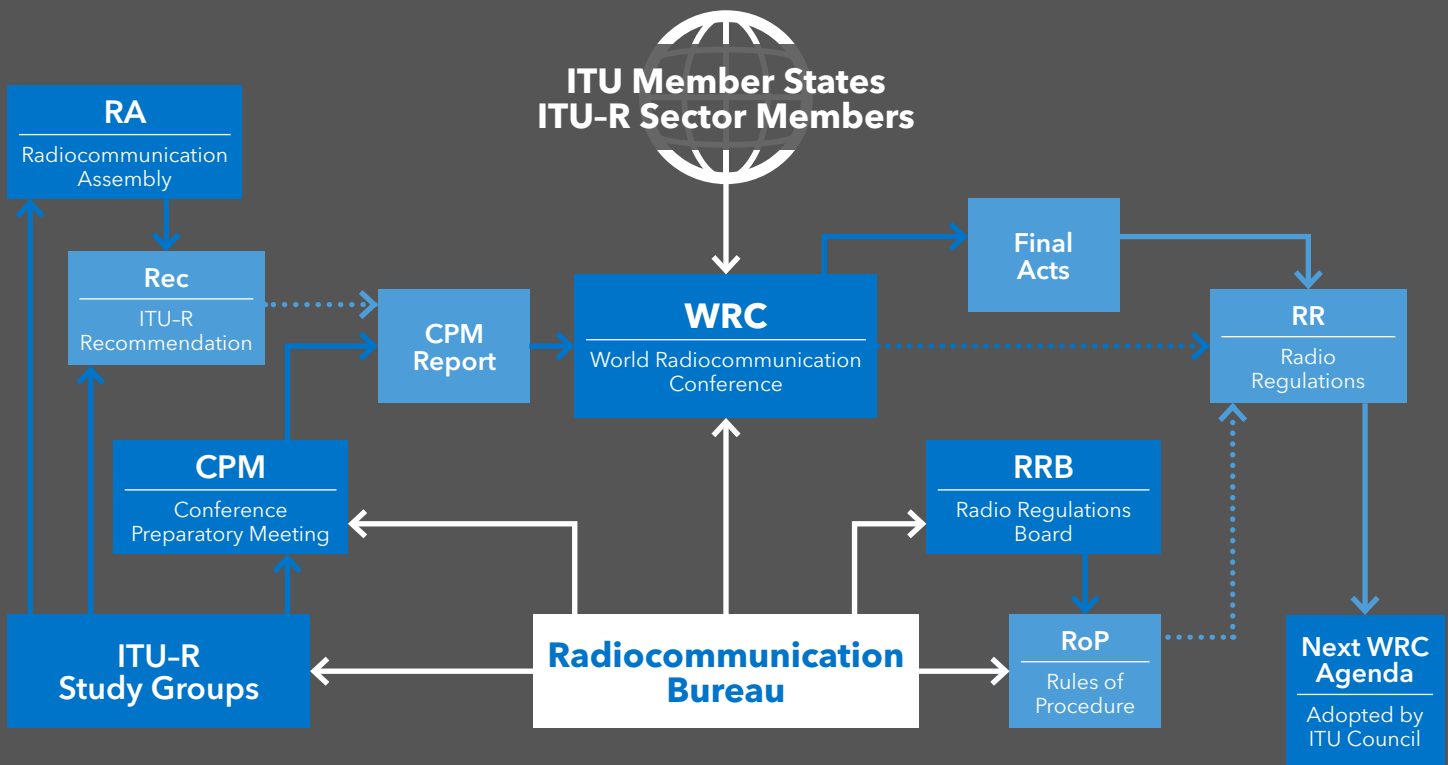 ITU Member States
ITU–R Sector Members
RA
Radiocommunication
Assembly
Rec
ITU–R
Recommendation
CPM
Report
WRC
World Radiocommunication
Conference
Final
Acts
RR
Radio
Regulations
CPM
Conference
Preparatory Meeting
RRB
Radio Regulations
Board
ITU–R
Study Groups
Radiocommunication
Bureau
RoP
Rules of
Procedure
Next WRC
Agenda
Adopted by
ITU Council